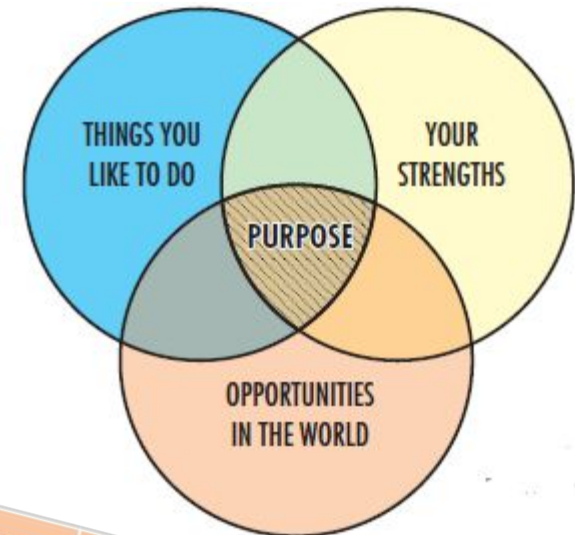 THINGS YOU
LIKE TO DO
YOUR
STRENGTHS
PURPOSE
OPPORTUNITIES
IN THE WORLD